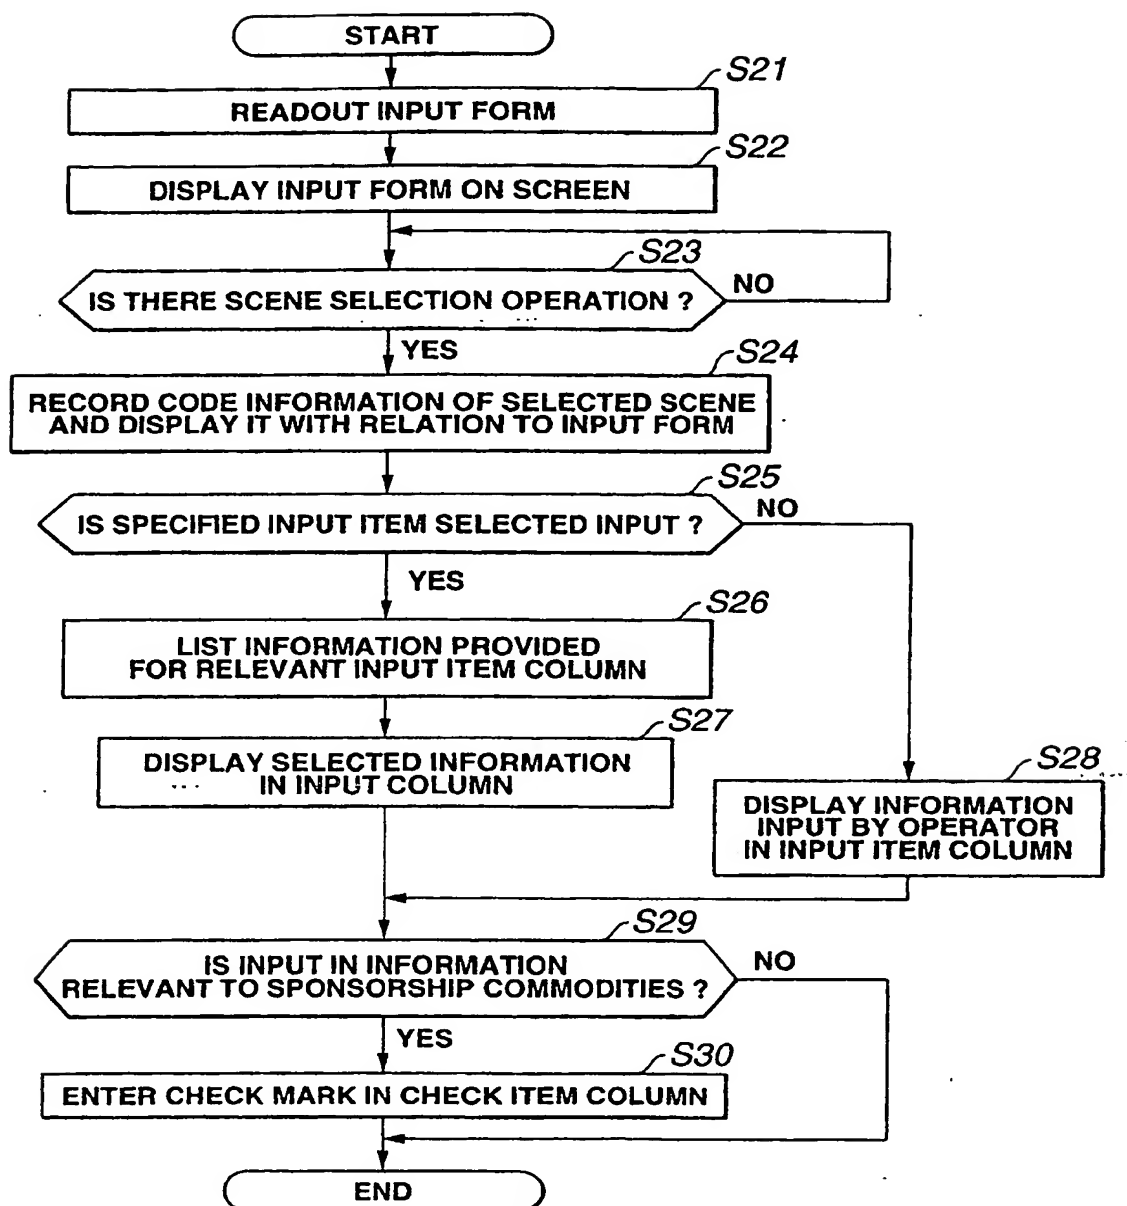 START
S21
READOUT INPUT FORM
S22
DISPLAY INPUT FORM ON SCREEN
S23
IS THERE SCENE SELECTION OPERATION ?
NO
YES
S24
RECORD CODE INFORMATION OF SELECTED SCENE
AND DISPLAY IT WITH RELATION TO INPUT FORM
S25
IS SPECIFIED INPUT ITEM SELECTED INPUT ?
NO
YES
S26
LIST INFORMATION PROVIDED
FOR RELEVANT INPUT ITEM COLUMN
S27
DISPLAY SELECTED INFORMATION
IN INPUT COLUMN
S28
DISPLAY INFORMATION
INPUT BY OPERATOR
IN INPUT ITEM COLUMN
S29
IS INPUT IN INFORMATION
RELEVANT TO SPONSORSHIP COMMODITIES ?
NO
YES
S30
ENTER CHECK MARK IN CHECK ITEM COLUMN
END